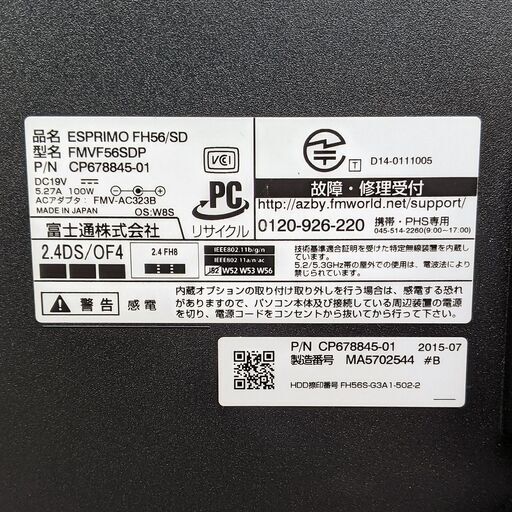 品名 ESPRIMO FH56/SD
型名 FMVF56SDP
P/N CP678845-01
DC19V
5.27A 100W
ACアダプタ: FMV-AC323B
MADE IN JAPAN OS:W8S
富士通株式会社
VCCI
PC
リサイクル
T D14-0111005
故障・修理受付
http://azby.fmworld.net/support/
0120-926-220 携帯・PHS専用
045-514-2260(9:00~17:00)
2.4DS/OF4
2.4 FH8
IEEE802.11b/g/n
IEEE802.11a/n/ac
J52 W52 W53 W56
技術基準適合証明を受けた特定無線装置を内蔵しています。
5.2/5.3GHz帯の屋外での使用は、電波法により禁じられています。
警告 感電
内蔵オプションの取り付け取り外しを行う場合は、感電する恐れ
がありますので、パソコン本体及び接続している周辺装置の電源
を切り、電源コードをコンセントから抜いてから行ってください。
P/N CP678845-01 2015-07
製造番号 MA5702544 #B
HDD捺印番号 FH56S-G3A1-502-2